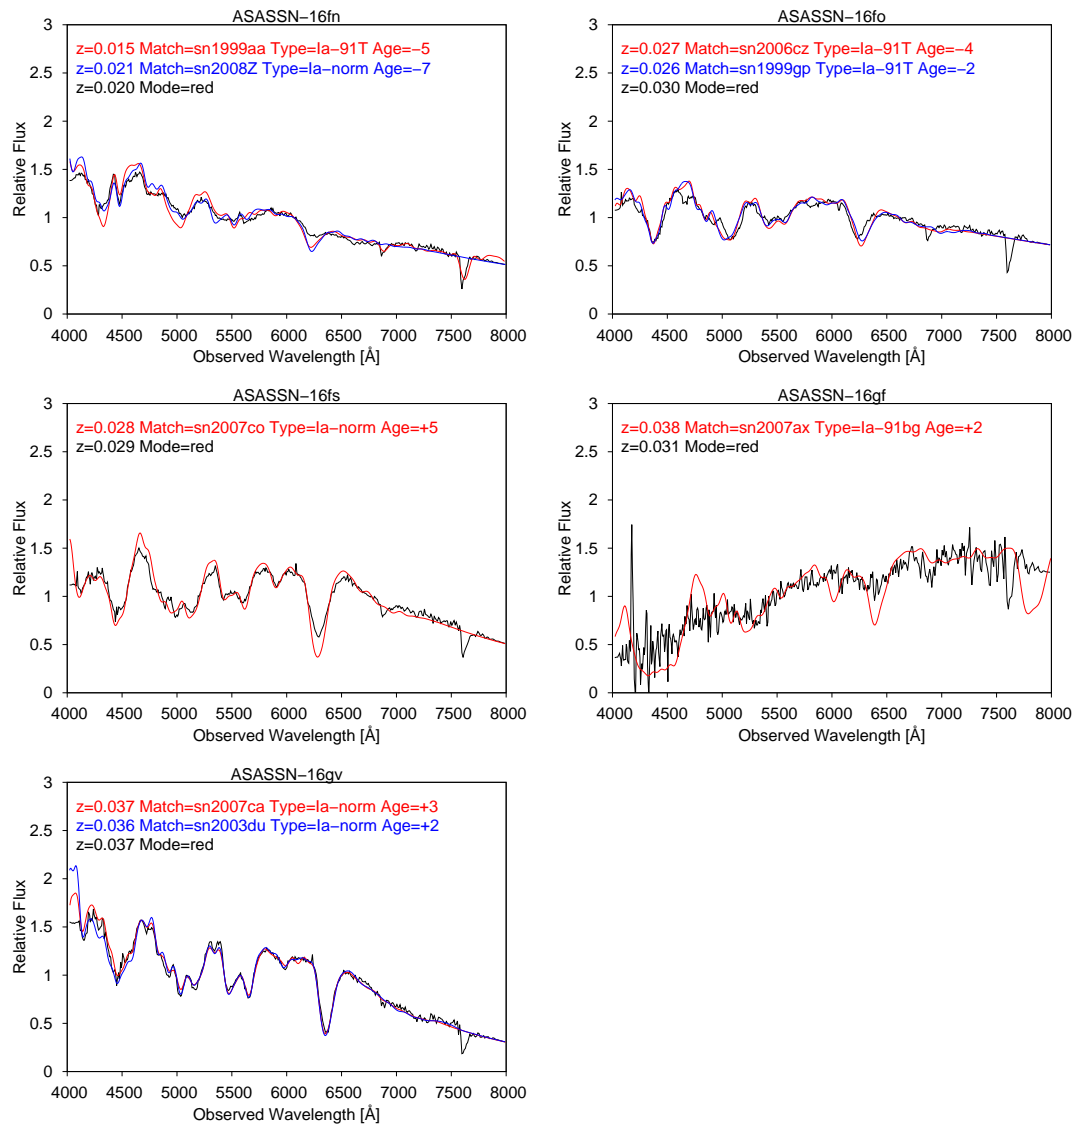 ASASSN−16fn
z=0.015 Match=sn1999aa Type=Ia−91T Age=−5
z=0.021 Match=sn2008Z Type=Ia−norm Age=−7
z=0.020 Mode=red
3
2.5
2
1.5
1
0.5
0
Relative Flux
4000 4500 5000 5500 6000 6500 7000 7500 8000
Observed Wavelength [Å]
ASASSN−16fo
z=0.027 Match=sn2006cz Type=Ia−91T Age=−4
z=0.026 Match=sn1999gp Type=Ia−91T Age=−2
z=0.030 Mode=red
3
2.5
2
1.5
1
0.5
0
Relative Flux
4000 4500 5000 5500 6000 6500 7000 7500 8000
Observed Wavelength [Å]
ASASSN−16fs
z=0.028 Match=sn2007co Type=Ia−norm Age=+5
z=0.029 Mode=red
3
2.5
2
1.5
1
0.5
0
Relative Flux
4000 4500 5000 5500 6000 6500 7000 7500 8000
Observed Wavelength [Å]
ASASSN−16gf
z=0.038 Match=sn2007ax Type=Ia−91bg Age=+2
z=0.031 Mode=red
3
2.5
2
1.5
1
0.5
0
Relative Flux
4000 4500 5000 5500 6000 6500 7000 7500 8000
Observed Wavelength [Å]
ASASSN−16gv
z=0.037 Match=sn2007ca Type=Ia−norm Age=+3
z=0.036 Match=sn2003du Type=Ia−norm Age=+2
z=0.037 Mode=red
3
2.5
2
1.5
1
0.5
0
Relative Flux
4000 4500 5000 5500 6000 6500 7000 7500 8000
Observed Wavelength [Å]